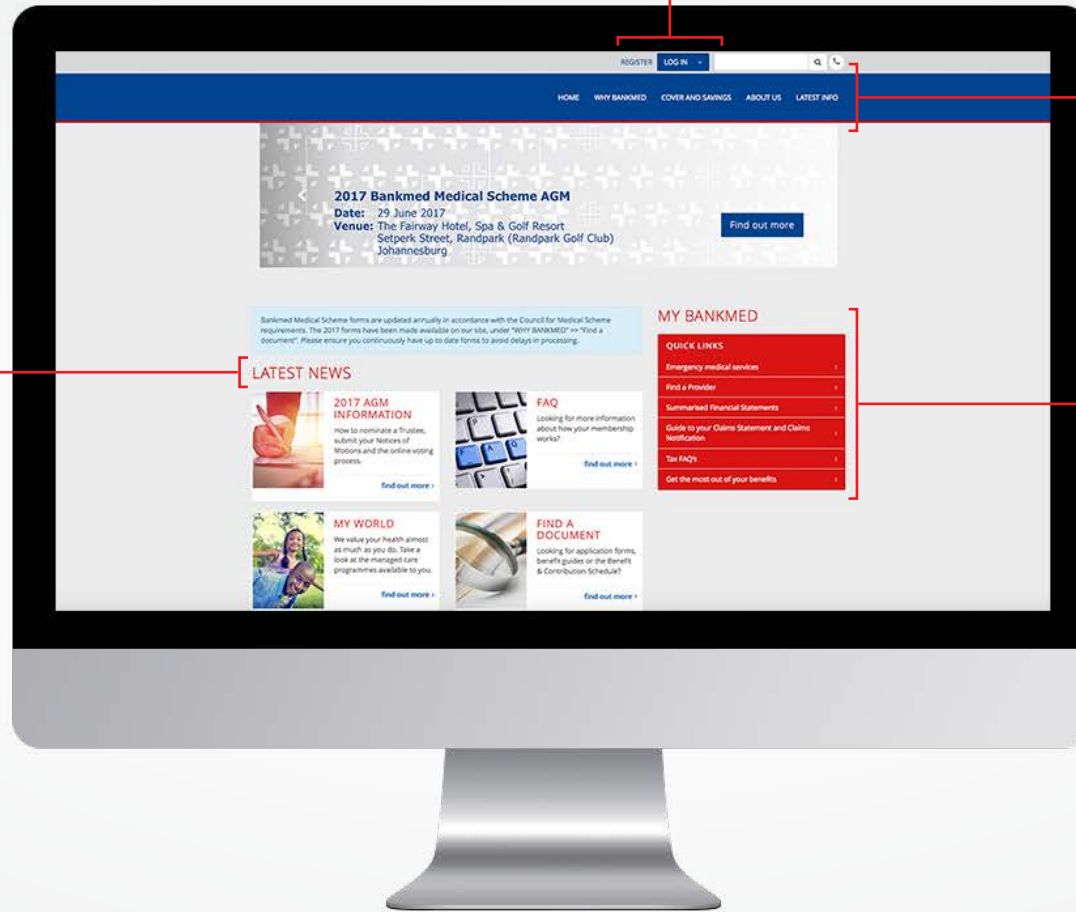 REGISTER LOG IN
HOME WHY BANKMED COVER AND SAVINGS ABOUT US LATEST INFO
2017 Bankmed Medical Scheme AGM
Date: 29 June 2017
Venue: The Fairway Hotel, Spa & Golf Resort
Setperk Street, Randpark (Randpark Golf Club)
Johannesburg
Find out more
Bankmed Medical Scheme forms are updated annually in accordance with the Council for Medical Scheme
requirements. The 2017 forms have been made available on our site, under "WHY BANKMED" >> "Find a
document". Please ensure you continuously have up to date forms to avoid delays in processing.
LATEST NEWS
2017 AGM
INFORMATION
How to nominate a Trustee,
submit your Notices of
Motions and the online voting
process.
find out more ›
FAQ
Looking for more information
about how your membership
works?
find out more ›
MY WORLD
We value your health almost
as much as you do. Take a
look at the managed care
programmes available to you.
find out more ›
FIND A
DOCUMENT
Looking for application forms,
benefit guides or the Benefit
& Contribution Schedule?
find out more ›
MY BANKMED
QUICK LINKS
Emergency medical services ›
Find a Provider ›
Summarised Financial Statements ›
Guide to your Claims Statement and Claims
Notification ›
Tax FAQ's ›
Get the most out of your benefits ›